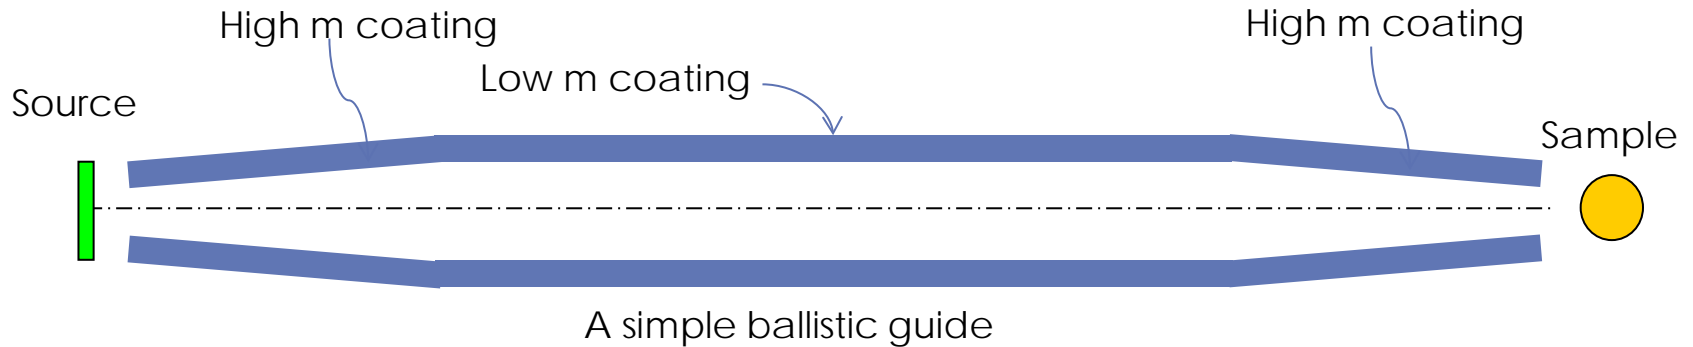 High m coating
High m coating
Low m coating
Source
Sample
A simple ballistic guide